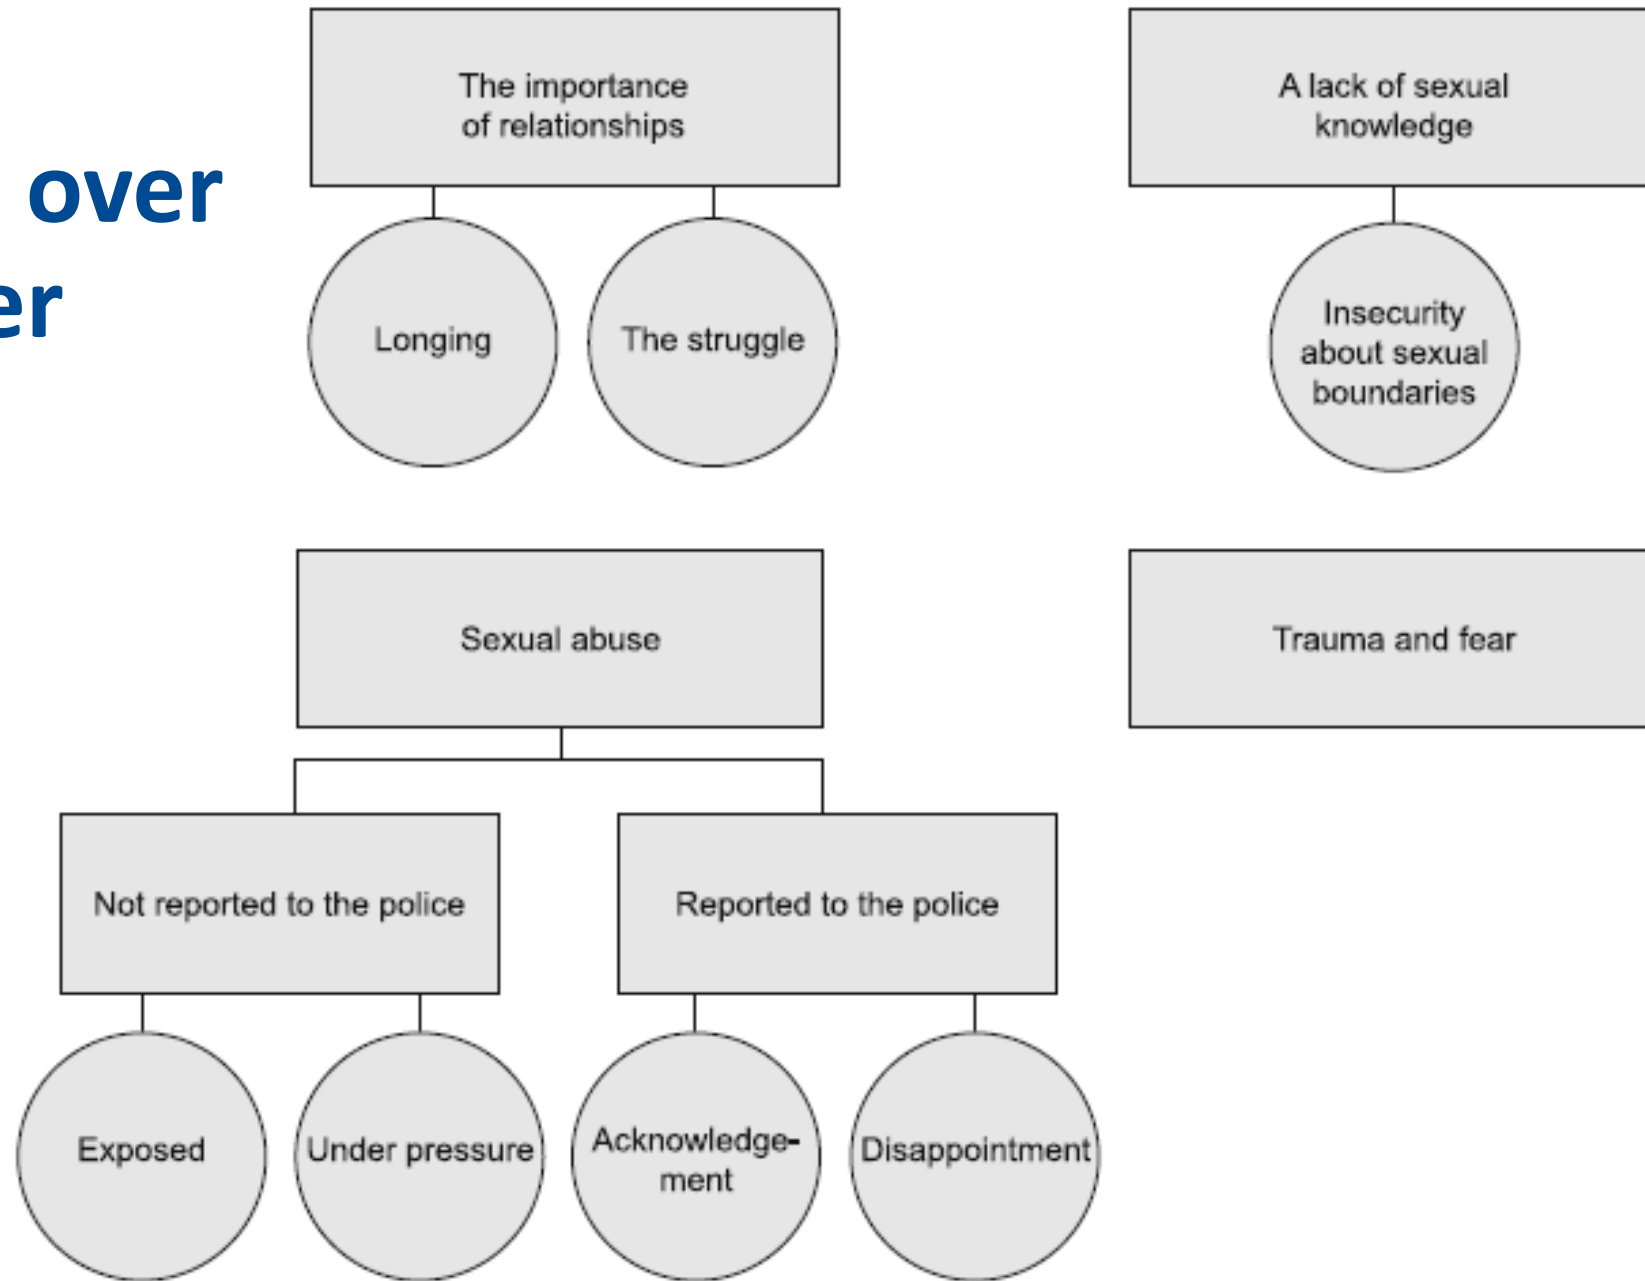 over
er
The importance
of relationships
A lack of sexual
knowledge
Longing
The struggle
Insecurity
about sexual
boundaries
Sexual abuse
Trauma and fear
Not reported to the police
Reported to the police
Exposed
Under pressure
Acknowledge-
ment
Disappointment